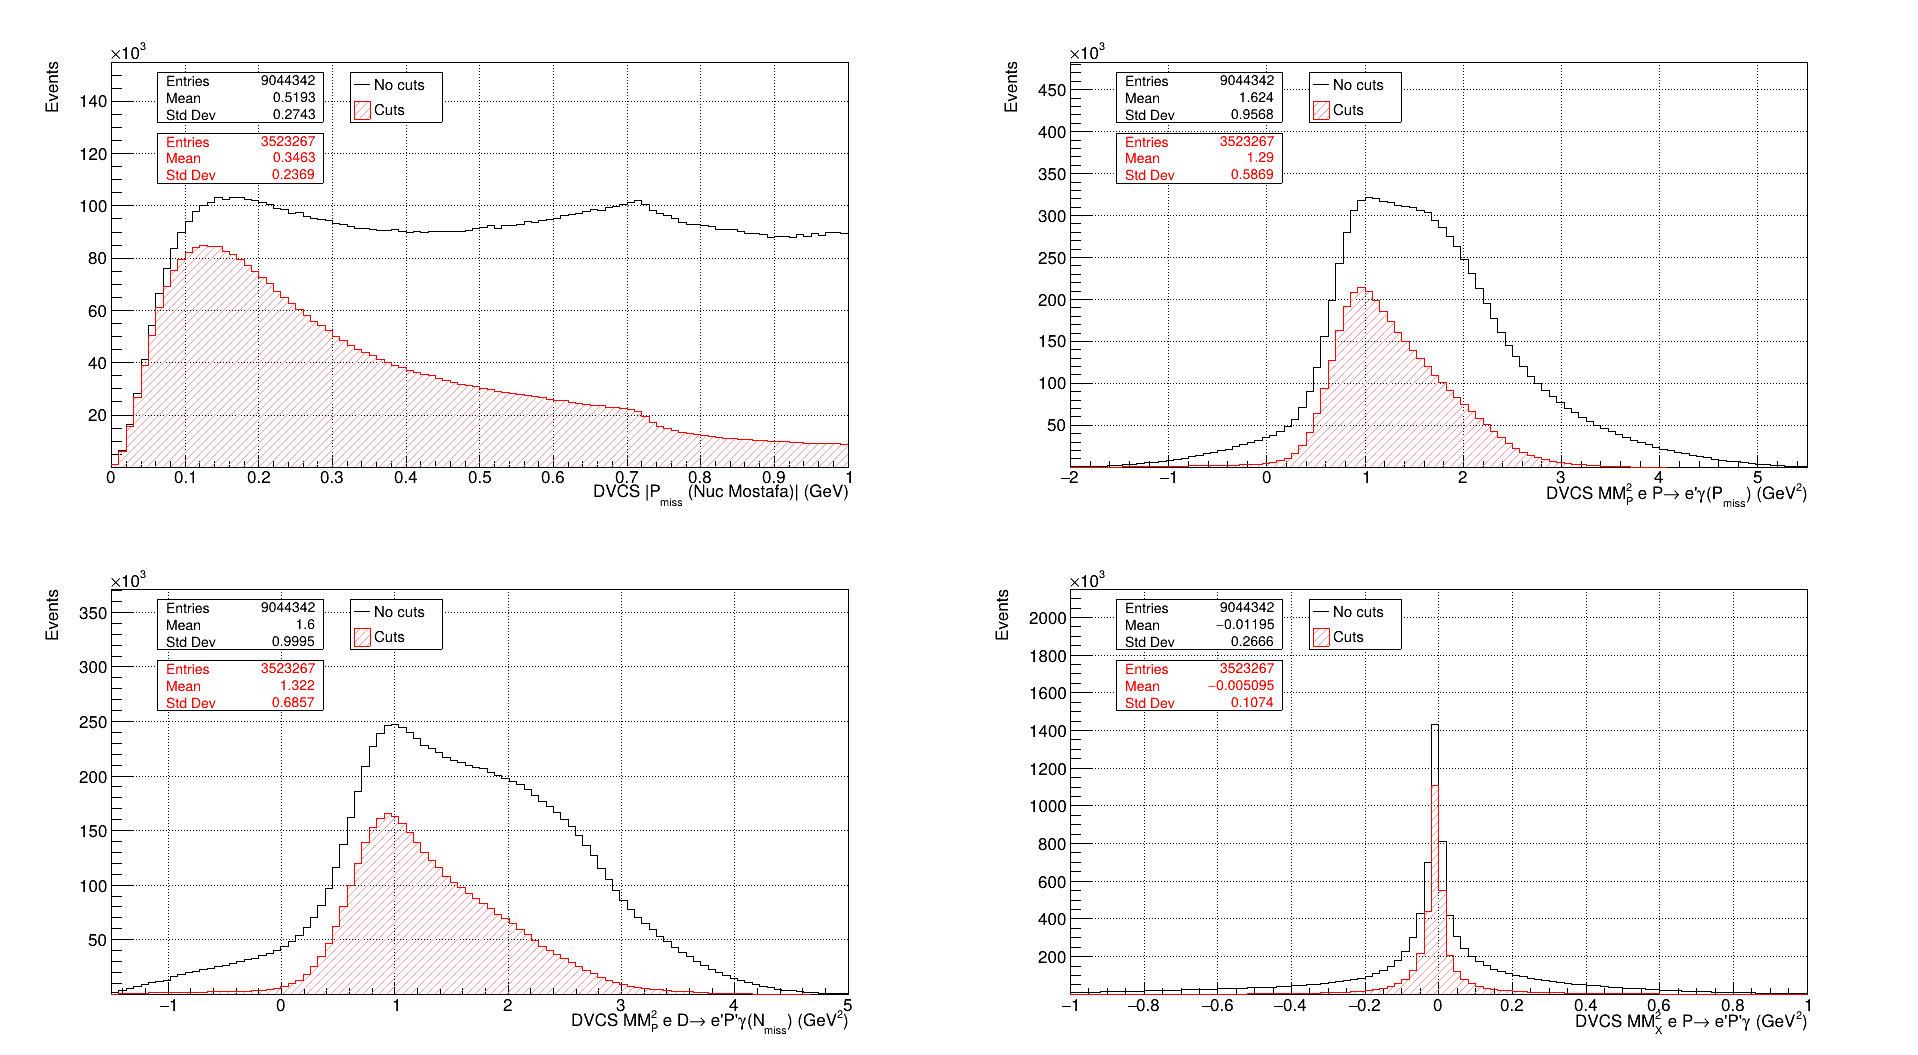 ×10³
Events
Entries 9044342
Mean 0.5193
Std Dev 0.2743
Entries 3523267
Mean 0.3463
Std Dev 0.2369
No cuts
Cuts
140
120
100
80
60
40
20
0 0.1 0.2 0.3 0.4 0.5 0.6 0.7 0.8 0.9 1
DVCS |P_miss (Nuc Mostafa)| (GeV)
×10³
Events
Entries 9044342
Mean 1.624
Std Dev 0.9568
Entries 3523267
Mean 1.29
Std Dev 0.5869
No cuts
Cuts
450
400
350
300
250
200
150
100
50
−2 −1 0 1 2 3 4 5
DVCS MM²_P e P→ e'γ(P_miss) (GeV²)
×10³
Events
Entries 9044342
Mean 1.6
Std Dev 0.9995
Entries 3523267
Mean 1.322
Std Dev 0.6857
No cuts
Cuts
350
300
250
200
150
100
50
−1 0 1 2 3 4 5
DVCS MM²_P e D→ e'P'γ(N_miss) (GeV²)
×10³
Events
Entries 9044342
Mean −0.01195
Std Dev 0.2666
Entries 3523267
Mean −0.005095
Std Dev 0.1074
No cuts
Cuts
2000
1800
1600
1400
1200
1000
800
600
400
200
−1 −0.8 −0.6 −0.4 −0.2 0 0.2 0.4 0.6 0.8 1
DVCS MM²_X e P→ e'P'γ (GeV²)